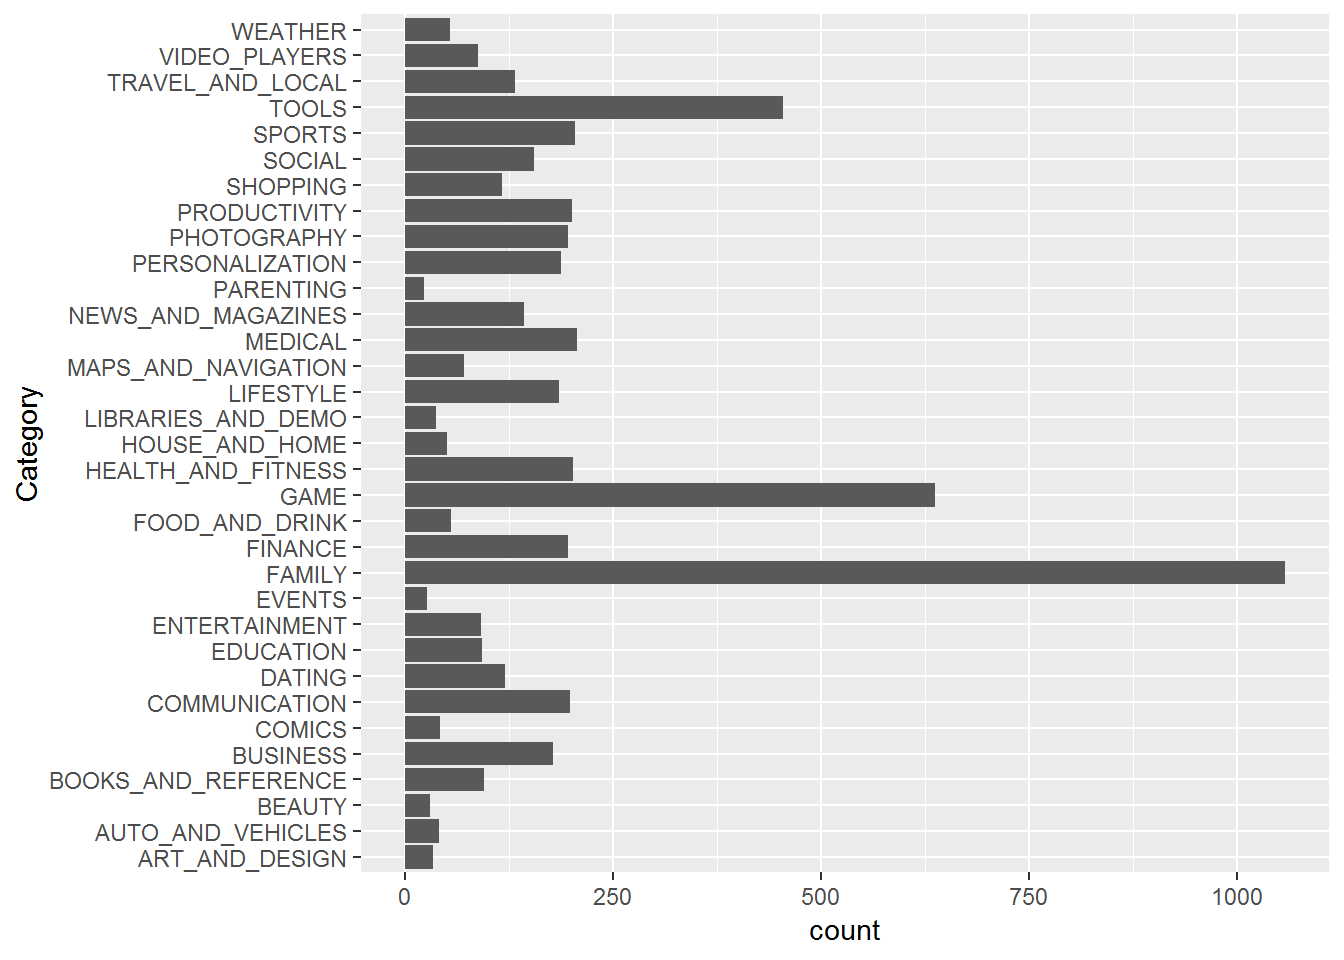 WEATHER
VIDEO_PLAYERS
TRAVEL_AND_LOCAL
TOOLS
SPORTS
SOCIAL
SHOPPING
PRODUCTIVITY
PHOTOGRAPHY
PERSONALIZATION
PARENTING
NEWS_AND_MAGAZINES
MEDICAL
MAPS_AND_NAVIGATION
LIFESTYLE
LIBRARIES_AND_DEMO
HOUSE_AND_HOME
HEALTH_AND_FITNESS
GAME
FOOD_AND_DRINK
FINANCE
FAMILY
EVENTS
ENTERTAINMENT
EDUCATION
DATING
COMMUNICATION
COMICS
BUSINESS
BOOKS_AND_REFERENCE
BEAUTY
AUTO_AND_VEHICLES
ART_AND_DESIGN
Category
0 250 500 750 1000
count